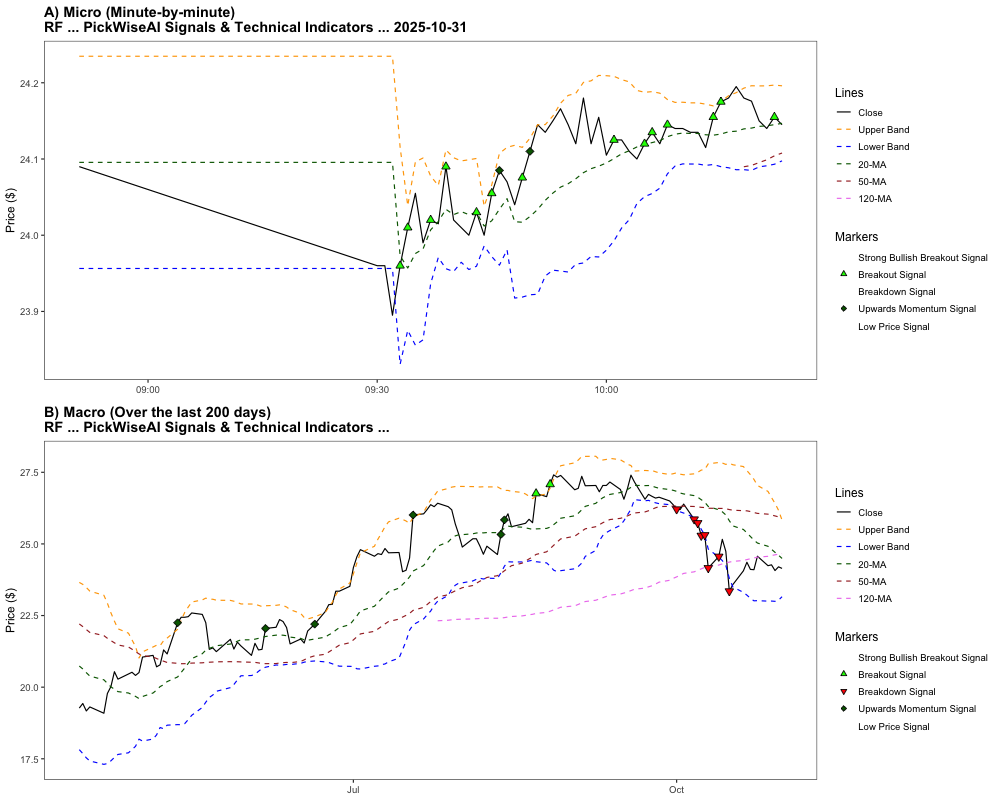 A) Micro (Minute-by-minute)
RF ... PickWiseAI Signals & Technical Indicators ... 2025-10-31
Price ($)
24.2
24.1
24.0
23.9
09:00
09:30
10:00
Lines
Close
Upper Band
Lower Band
20-MA
50-MA
120-MA
Markers
Strong Bullish Breakout Signal
Breakout Signal
Breakdown Signal
Upwards Momentum Signal
Low Price Signal
B) Macro (Over the last 200 days)
RF ... PickWiseAI Signals & Technical Indicators ...
Price ($)
27.5
25.0
22.5
20.0
17.5
Jul
Oct
Lines
Close
Upper Band
Lower Band
20-MA
50-MA
120-MA
Markers
Strong Bullish Breakout Signal
Breakout Signal
Breakdown Signal
Upwards Momentum Signal
Low Price Signal